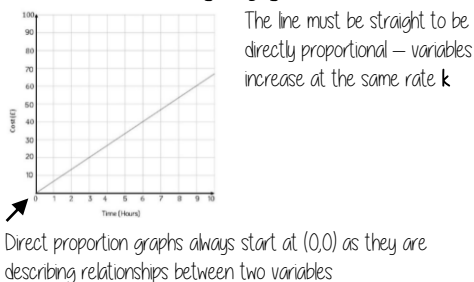 The line must be straight to be
directly proportional – variables
increase at the same rate k
100
90
80
70
60
50
40
30
20
10
Cost (£)
0 1 2 3 4 5 6 7 8 9 10
Time (Hours)
Direct proportion graphs always start at (0,0) as they are
describing relationships between two variables